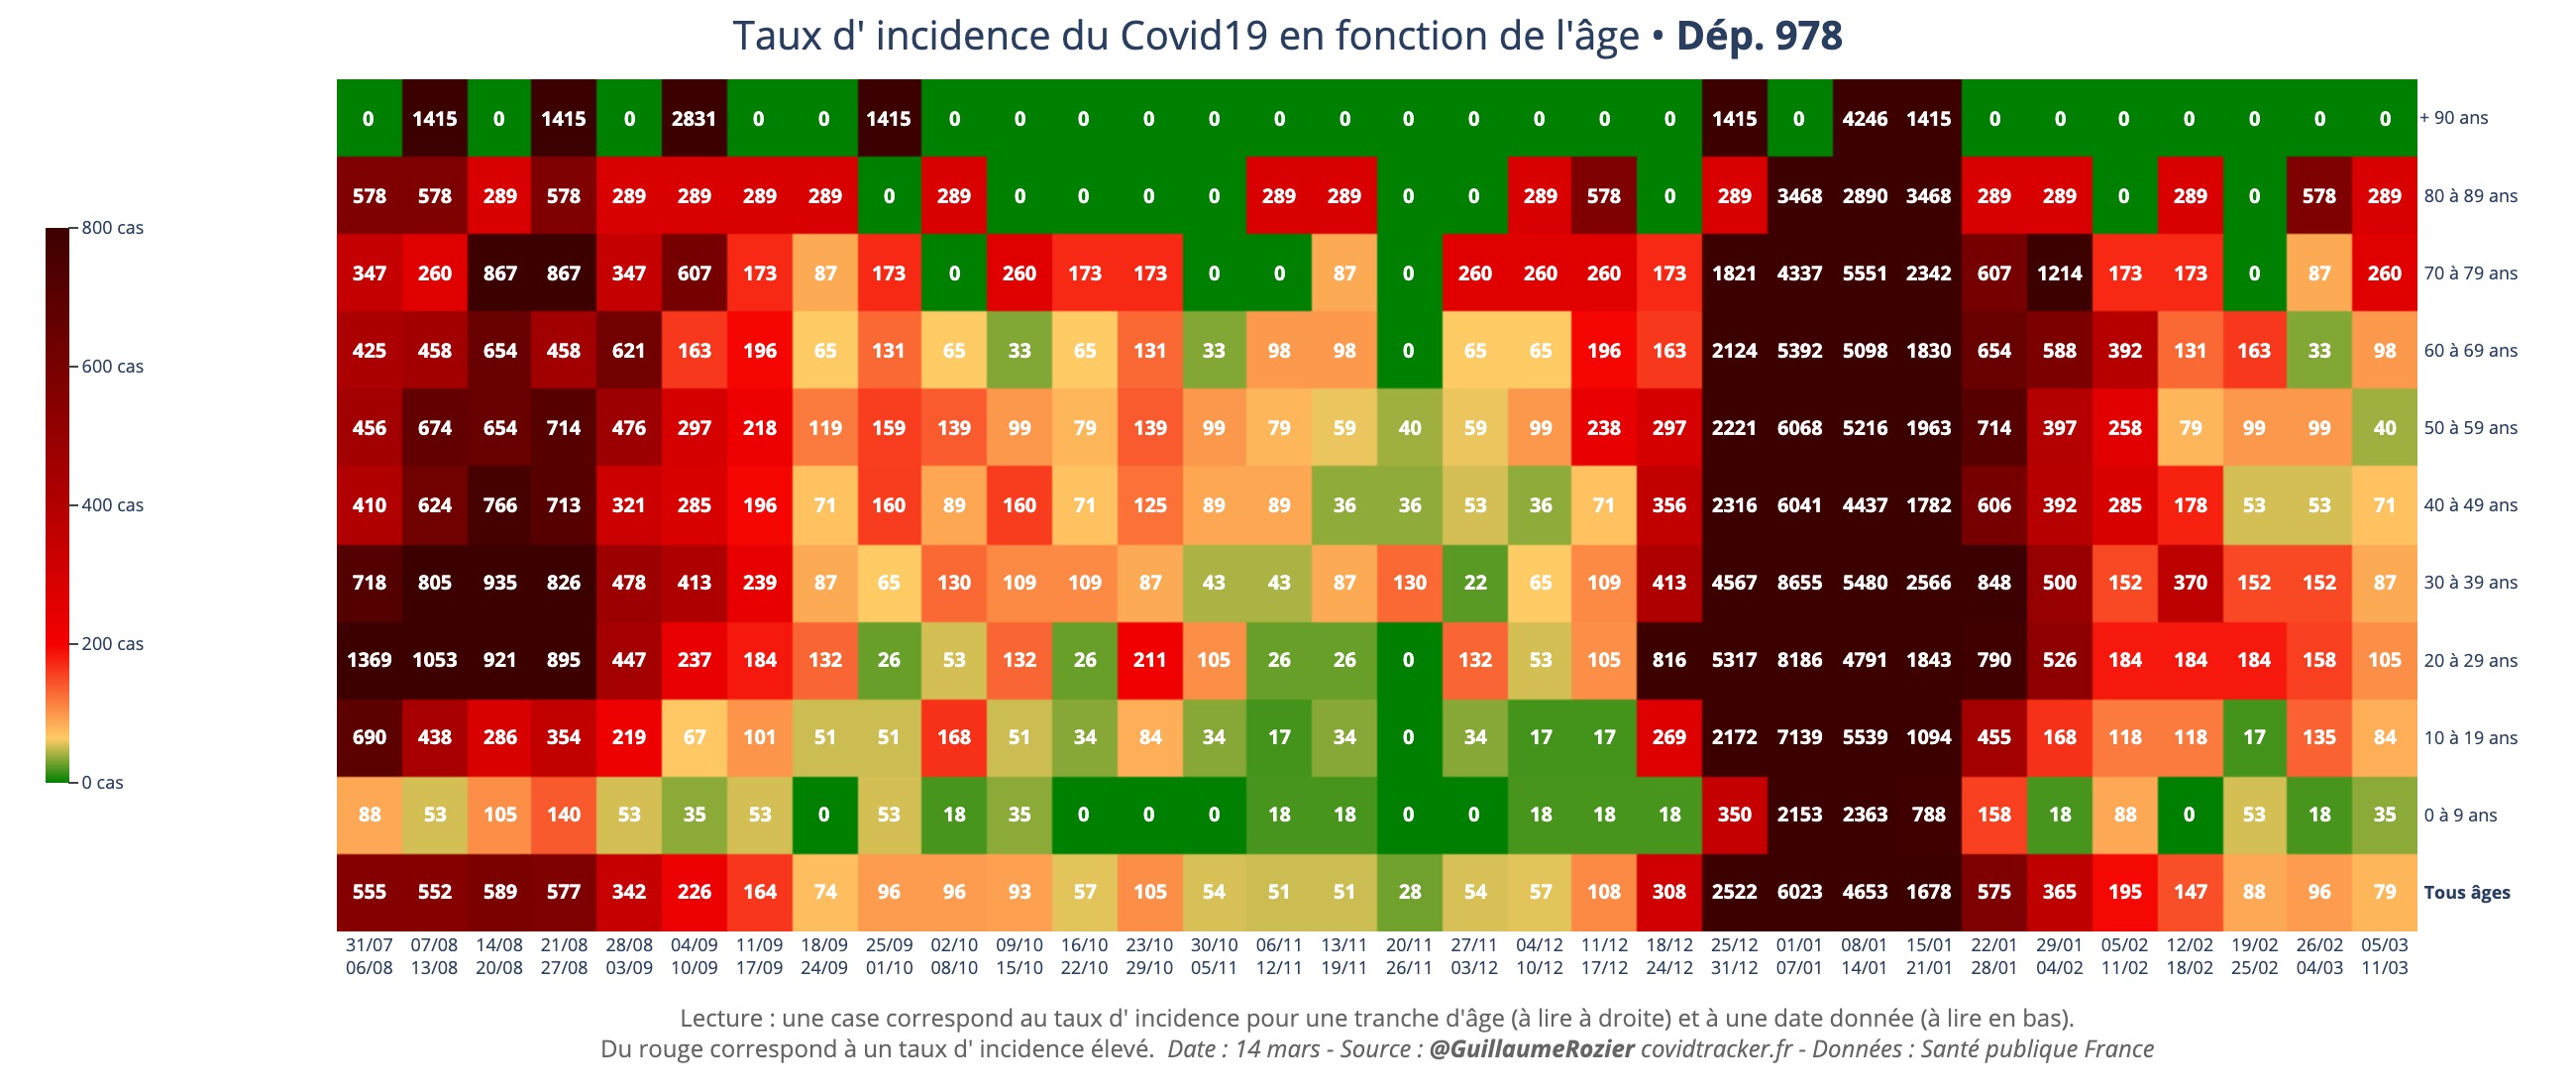 Taux d' incidence du Covid19 en fonction de l'âge • Dép. 978
0 1415 0 1415 0 2831 0 0 1415 0 0 0 0 0 0 0 0 0 0 0 0 1415 0 4246 1415 0 0 0 0 0 0 0 + 90 ans
578 578 289 578 289 289 289 289 0 289 0 0 0 0 289 289 0 0 289 578 0 289 3468 2890 3468 289 289 0 289 0 578 289 80 à 89 ans
800 cas
347 260 867 867 347 607 173 87 173 0 260 173 173 0 0 87 0 260 260 260 173 1821 4337 5551 2342 607 1214 173 173 0 87 260 70 à 79 ans
425 458 654 458 621 163 196 65 131 65 33 65 131 33 98 98 0 65 65 196 163 2124 5392 5098 1830 654 588 392 131 163 33 98 60 à 69 ans
600 cas
456 674 654 714 476 297 218 119 159 139 99 79 139 99 79 59 40 59 99 238 297 2221 6068 5216 1963 714 397 258 79 99 99 40 50 à 59 ans
400 cas
410 624 766 713 321 285 196 71 160 89 160 71 125 89 89 36 36 53 36 71 356 2316 6041 4437 1782 606 392 285 178 53 53 71 40 à 49 ans
718 805 935 826 478 413 239 87 65 130 109 109 87 43 43 87 130 22 65 109 413 4567 8655 5480 2566 848 500 152 370 152 152 87 30 à 39 ans
200 cas
1369 1053 921 895 447 237 184 132 26 53 132 26 211 105 26 26 0 132 53 105 816 5317 8186 4791 1843 790 526 184 184 184 158 105 20 à 29 ans
690 438 286 354 219 67 101 51 51 168 51 34 84 34 17 34 0 34 17 17 269 2172 7139 5539 1094 455 168 118 118 17 135 84 10 à 19 ans
0 cas
88 53 105 140 53 35 53 0 53 18 35 0 0 0 18 18 0 0 18 18 18 350 2153 2363 788 158 18 88 0 53 18 35 0 à 9 ans
555 552 589 577 342 226 164 74 96 96 93 57 105 54 51 51 28 54 57 108 308 2522 6023 4653 1678 575 365 195 147 88 96 79 Tous âges
31/07 07/08 14/08 21/08 28/08 04/09 11/09 18/09 25/09 02/10 09/10 16/10 23/10 30/10 06/11 13/11 20/11 27/11 04/12 11/12 18/12 25/12 01/01 08/01 15/01 22/01 29/01 05/02 12/02 19/02 26/02 05/03
06/08 13/08 20/08 27/08 03/09 10/09 17/09 24/09 01/10 08/10 15/10 22/10 29/10 05/11 12/11 19/11 26/11 03/12 10/12 17/12 24/12 31/12 07/01 14/01 21/01 28/01 04/02 11/02 18/02 25/02 04/03 11/03
Lecture : une case correspond au taux d' incidence pour une tranche d'âge (à lire à droite) et à une date donnée (à lire en bas).
Du rouge correspond à un taux d' incidence élevé. Date : 14 mars - Source : @GuillaumeRozier covidtracker.fr - Données : Santé publique France